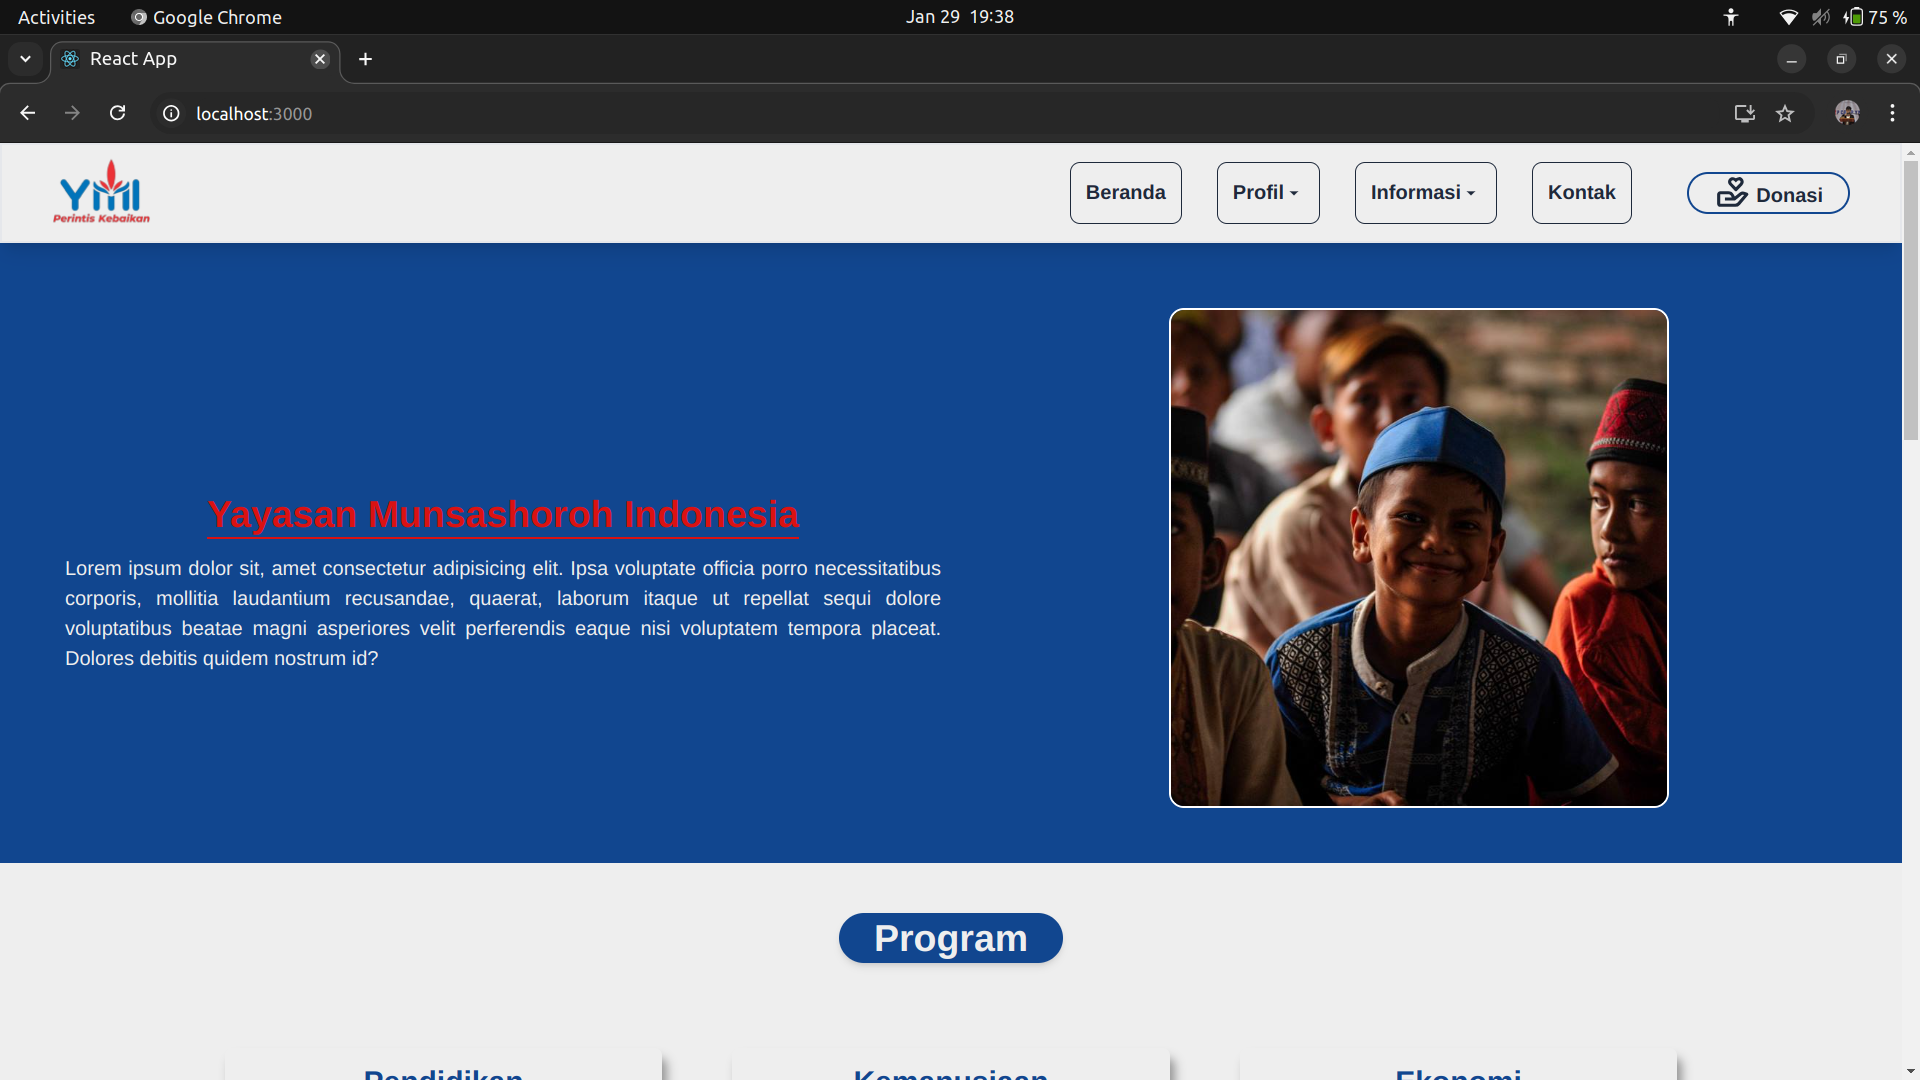 Activities
Google Chrome
Jan 29 19:38
75 %
React App
localhost:3000
YMI
Perintis Kebaikan
Beranda
Profil
Informasi
Kontak
Donasi
Yayasan Munsashoroh Indonesia
Lorem ipsum dolor sit, amet consectetur adipisicing elit. Ipsa voluptate officia porro necessitatibus
corporis, mollitia laudantium recusandae, quaerat, laborum itaque ut repellat sequi dolore
voluptatibus beatae magni asperiores velit perferendis eaque nisi voluptatem tempora placeat.
Dolores debitis quidem nostrum id?
Program
Pendidikan
Kemanusiaan
Ekonomi